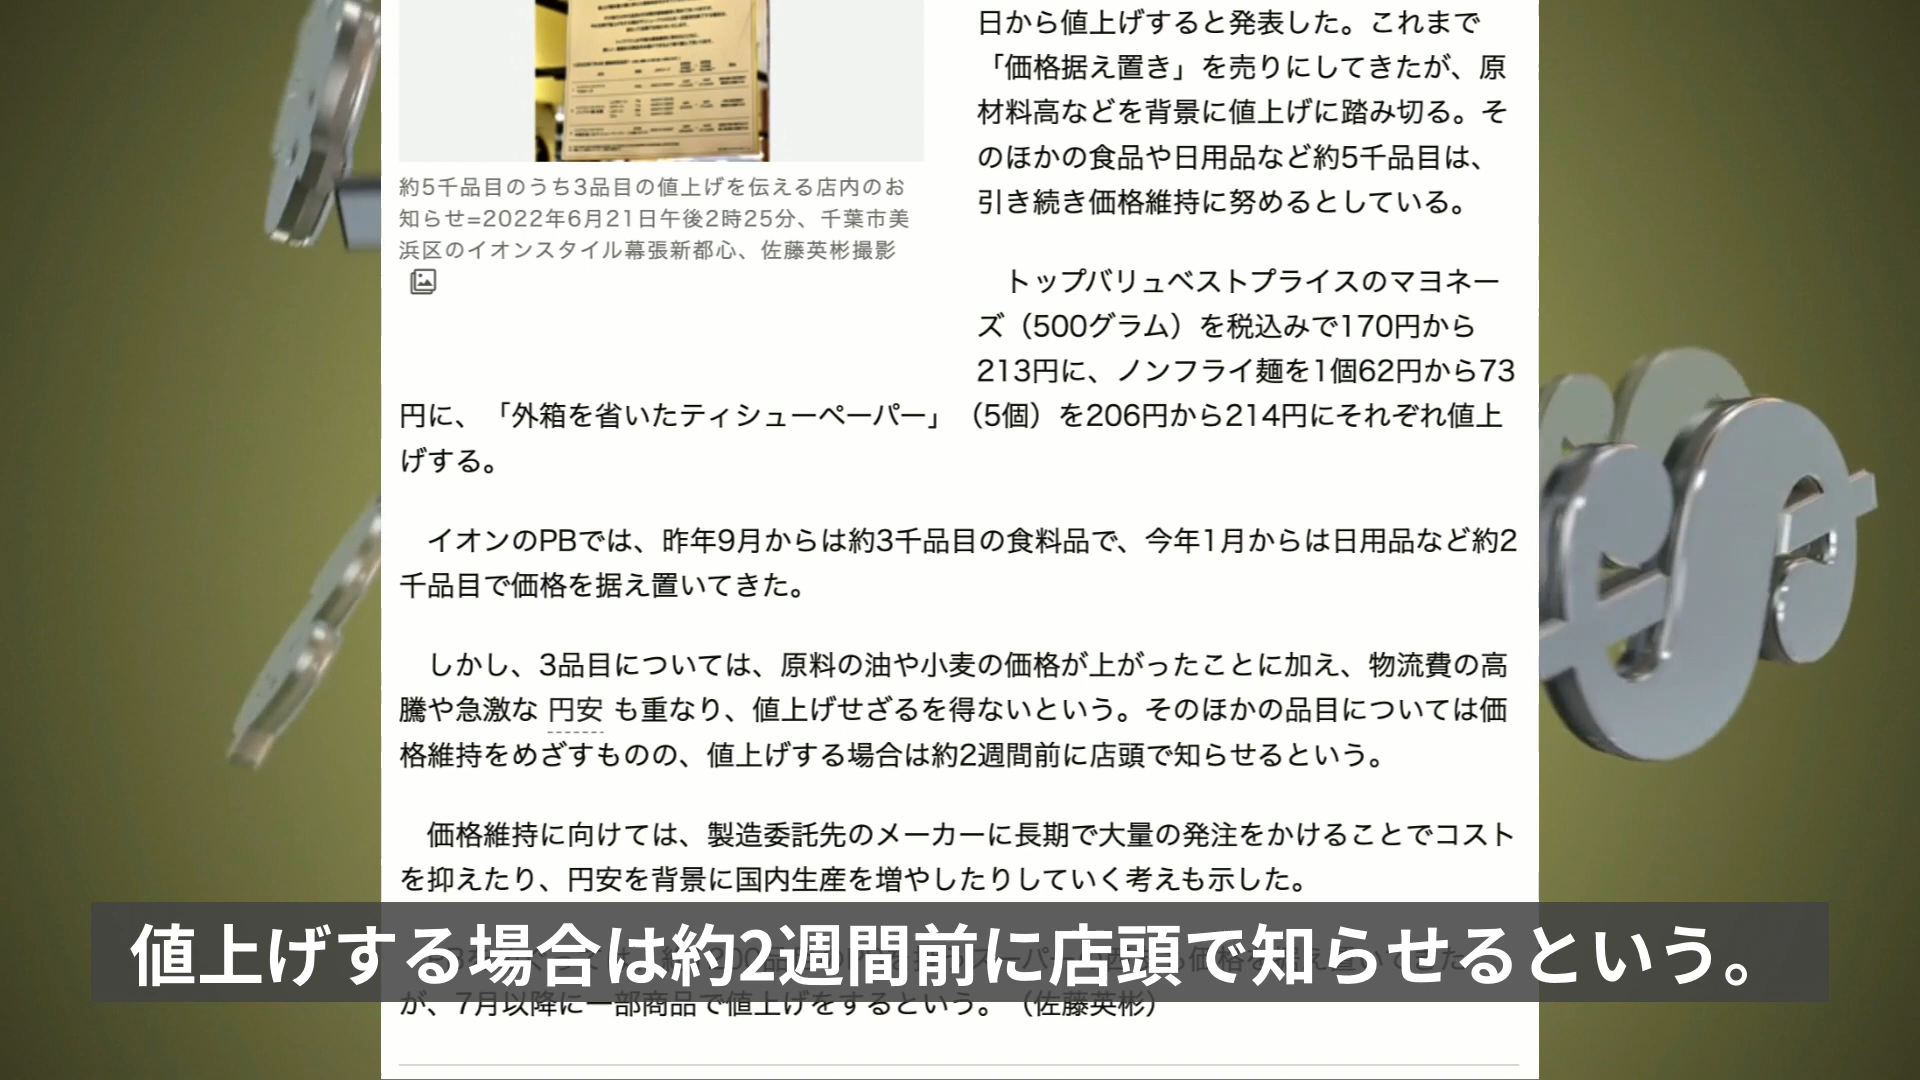 約5千品目のうち3品目の値上げを伝える店内のお
知らせ=2022年6月21日午後2時25分、千葉市美
浜区のイオンスタイル幕張新都心、佐藤英彬撮影
日から値上げすると発表した。これまで
「価格据え置き」を売りにしてきたが、原
材料高などを背景に値上げに踏み切る。そ
のほかの食品や日用品など約5千品目は、
引き続き価格維持に努めるとしている。
トップバリュベストプライスのマヨネー
ズ（500グラム）を税込みで170円から
213円に、ノンフライ麺を1個62円から73
円に、「外箱を省いたティシューペーパー」（5個）を206円から214円にそれぞれ値上
げする。
イオンのPBでは、昨年9月からは約3千品目の食料品で、今年1月からは日用品など約2
千品目で価格を据え置いてきた。
しかし、3品目については、原料の油や小麦の価格が上がったことに加え、物流費の高
騰や急激な 円安 も重なり、値上げせざるを得ないという。そのほかの品目については価
格維持をめざすものの、値上げする場合は約2週間前に店頭で知らせるという。
価格維持に向けては、製造委託先のメーカーに長期で大量の発注をかけることでコスト
を抑えたり、円安を背景に国内生産を増やしたりしていく考えも示した。
値上げする場合は約2週間前に店頭で知らせるという。
が、7月以降に一部商品で値上げをするという。（佐藤英彬）